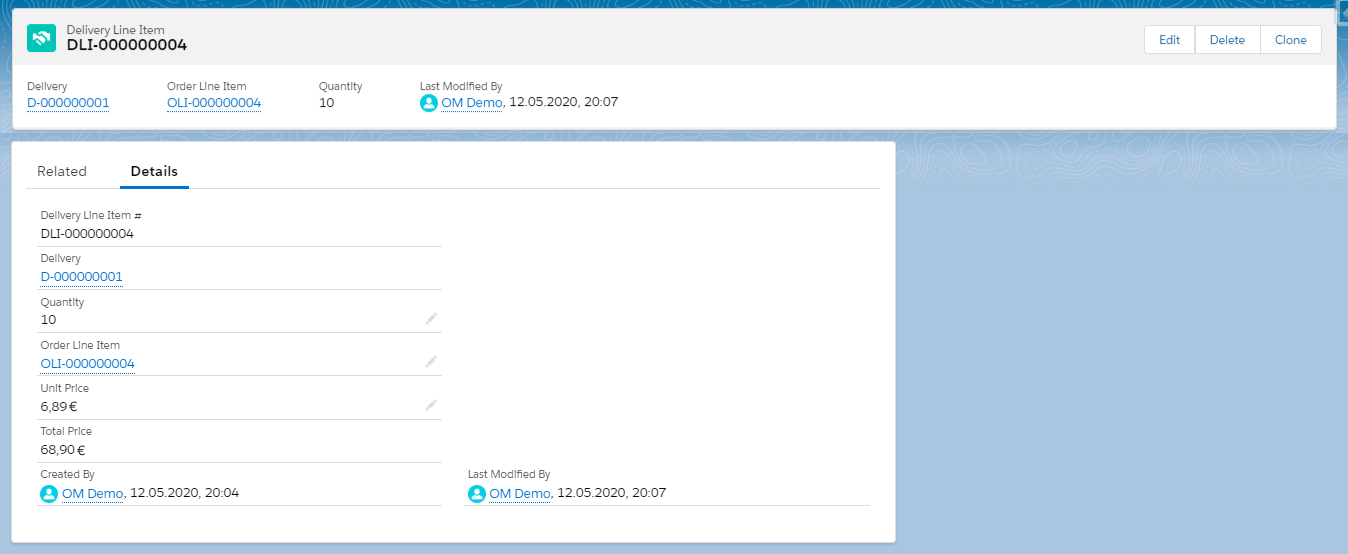 Delivery Line Item
DLI-000000004
Edit
Delete
Clone
Delivery
D-000000001
Order Line Item
OLI-000000004
Quantity
10
Last Modified By
OM Demo, 12.05.2020, 20:07
Related
Details
Delivery Line Item #
DLI-000000004
Delivery
D-000000001
Quantity
10
Order Line Item
OLI-000000004
Unit Price
6,89 €
Total Price
68,90 €
Created By
OM Demo, 12.05.2020, 20:04
Last Modified By
OM Demo, 12.05.2020, 20:07